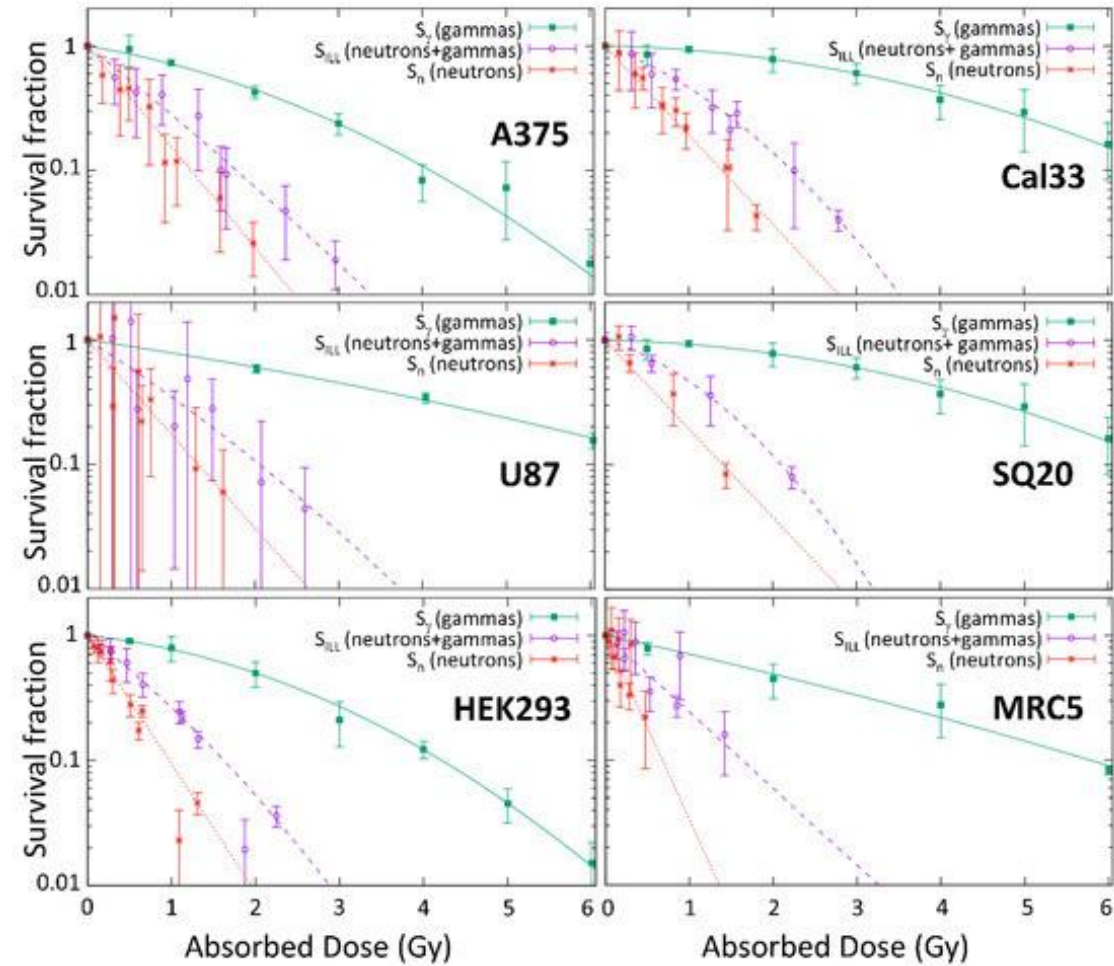 Survival fraction
1
0.1
0.01
Sγ (gammas)
SILL (neutrons+gammas)
Sn (neutrons)
A375
Sγ (gammas)
SILL (neutrons+ gammas)
Sn (neutrons)
Cal33
Survival fraction
1
0.1
0.01
Sγ (gammas)
SILL (neutrons+gammas)
Sn (neutrons)
U87
Sγ (gammas)
SILL (neutrons+ gammas)
Sn (neutrons)
SQ20
Survival fraction
1
0.1
0.01
Sγ (gammas)
SILL (neutrons+gammas)
Sn (neutrons)
HEK293
Sγ (gammas)
SILL (neutrons+gammas)
Sn (neutrons)
MRC5
0 1 2 3 4 5 6
0 1 2 3 4 5 6
Absorbed Dose (Gy)
Absorbed Dose (Gy)